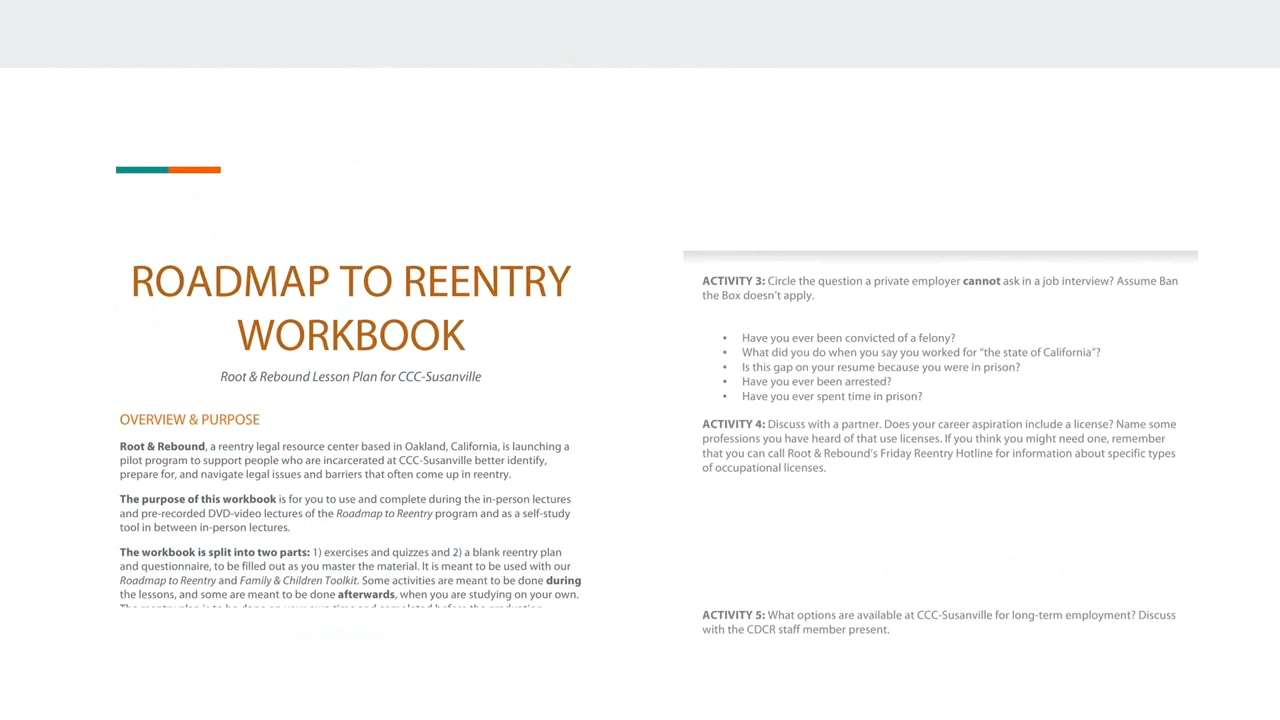 ROADMAP TO REENTRY
WORKBOOK
Root & Rebound Lesson Plan for CCC-Susanville
OVERVIEW & PURPOSE
Root & Rebound, a reentry legal resource center based in Oakland, California, is launching a
pilot program to support people who are incarcerated at CCC-Susanville better identify,
prepare for, and navigate legal issues and barriers that often come up in reentry.
The purpose of this workbook is for you to use and complete during the in-person lectures
and pre-recorded DVD-video lectures of the Roadmap to Reentry program and as a self-study
tool in between in-person lectures.
The workbook is split into two parts: 1) exercises and quizzes and 2) a blank reentry plan
and questionnaire, to be filled out as you master the material. It is meant to be used with our
Roadmap to Reentry and Family & Children Toolkit. Some activities are meant to be done during
the lessons, and some are meant to be done afterwards, when you are studying on your own.
ACTIVITY 3: Circle the question a private employer cannot ask in a job interview? Assume Ban
the Box doesn't apply.
• Have you ever been convicted of a felony?
• What did you do when you say you worked for "the state of California"?
• Is this gap on your resume because you were in prison?
• Have you ever been arrested?
• Have you ever spent time in prison?
ACTIVITY 4: Discuss with a partner. Does your career aspiration include a license? Name some
professions you have heard of that use licenses. If you think you might need one, remember
that you can call Root & Rebound's Friday Reentry Hotline for information about specific types
of occupational licenses.
ACTIVITY 5: What options are available at CCC-Susanville for long-term employment? Discuss
with the CDCR staff member present.